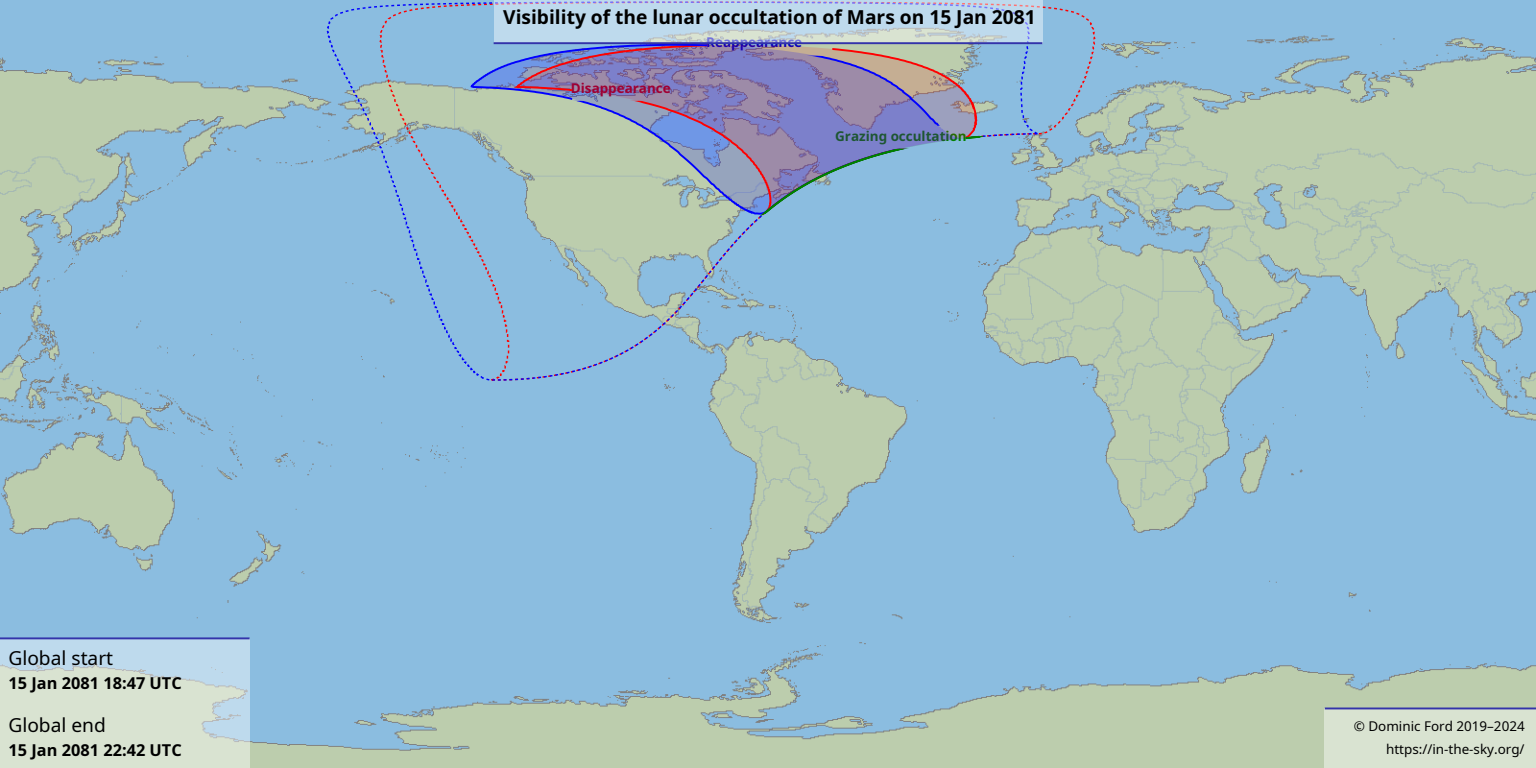 Visibility of the lunar occultation of Mars on 15 Jan 2081
Reappearance
Disappearance
Grazing occultation
Global start
15 Jan 2081 18:47 UTC
Global end
15 Jan 2081 22:42 UTC
© Dominic Ford 2019–2024
https://in-the-sky.org/